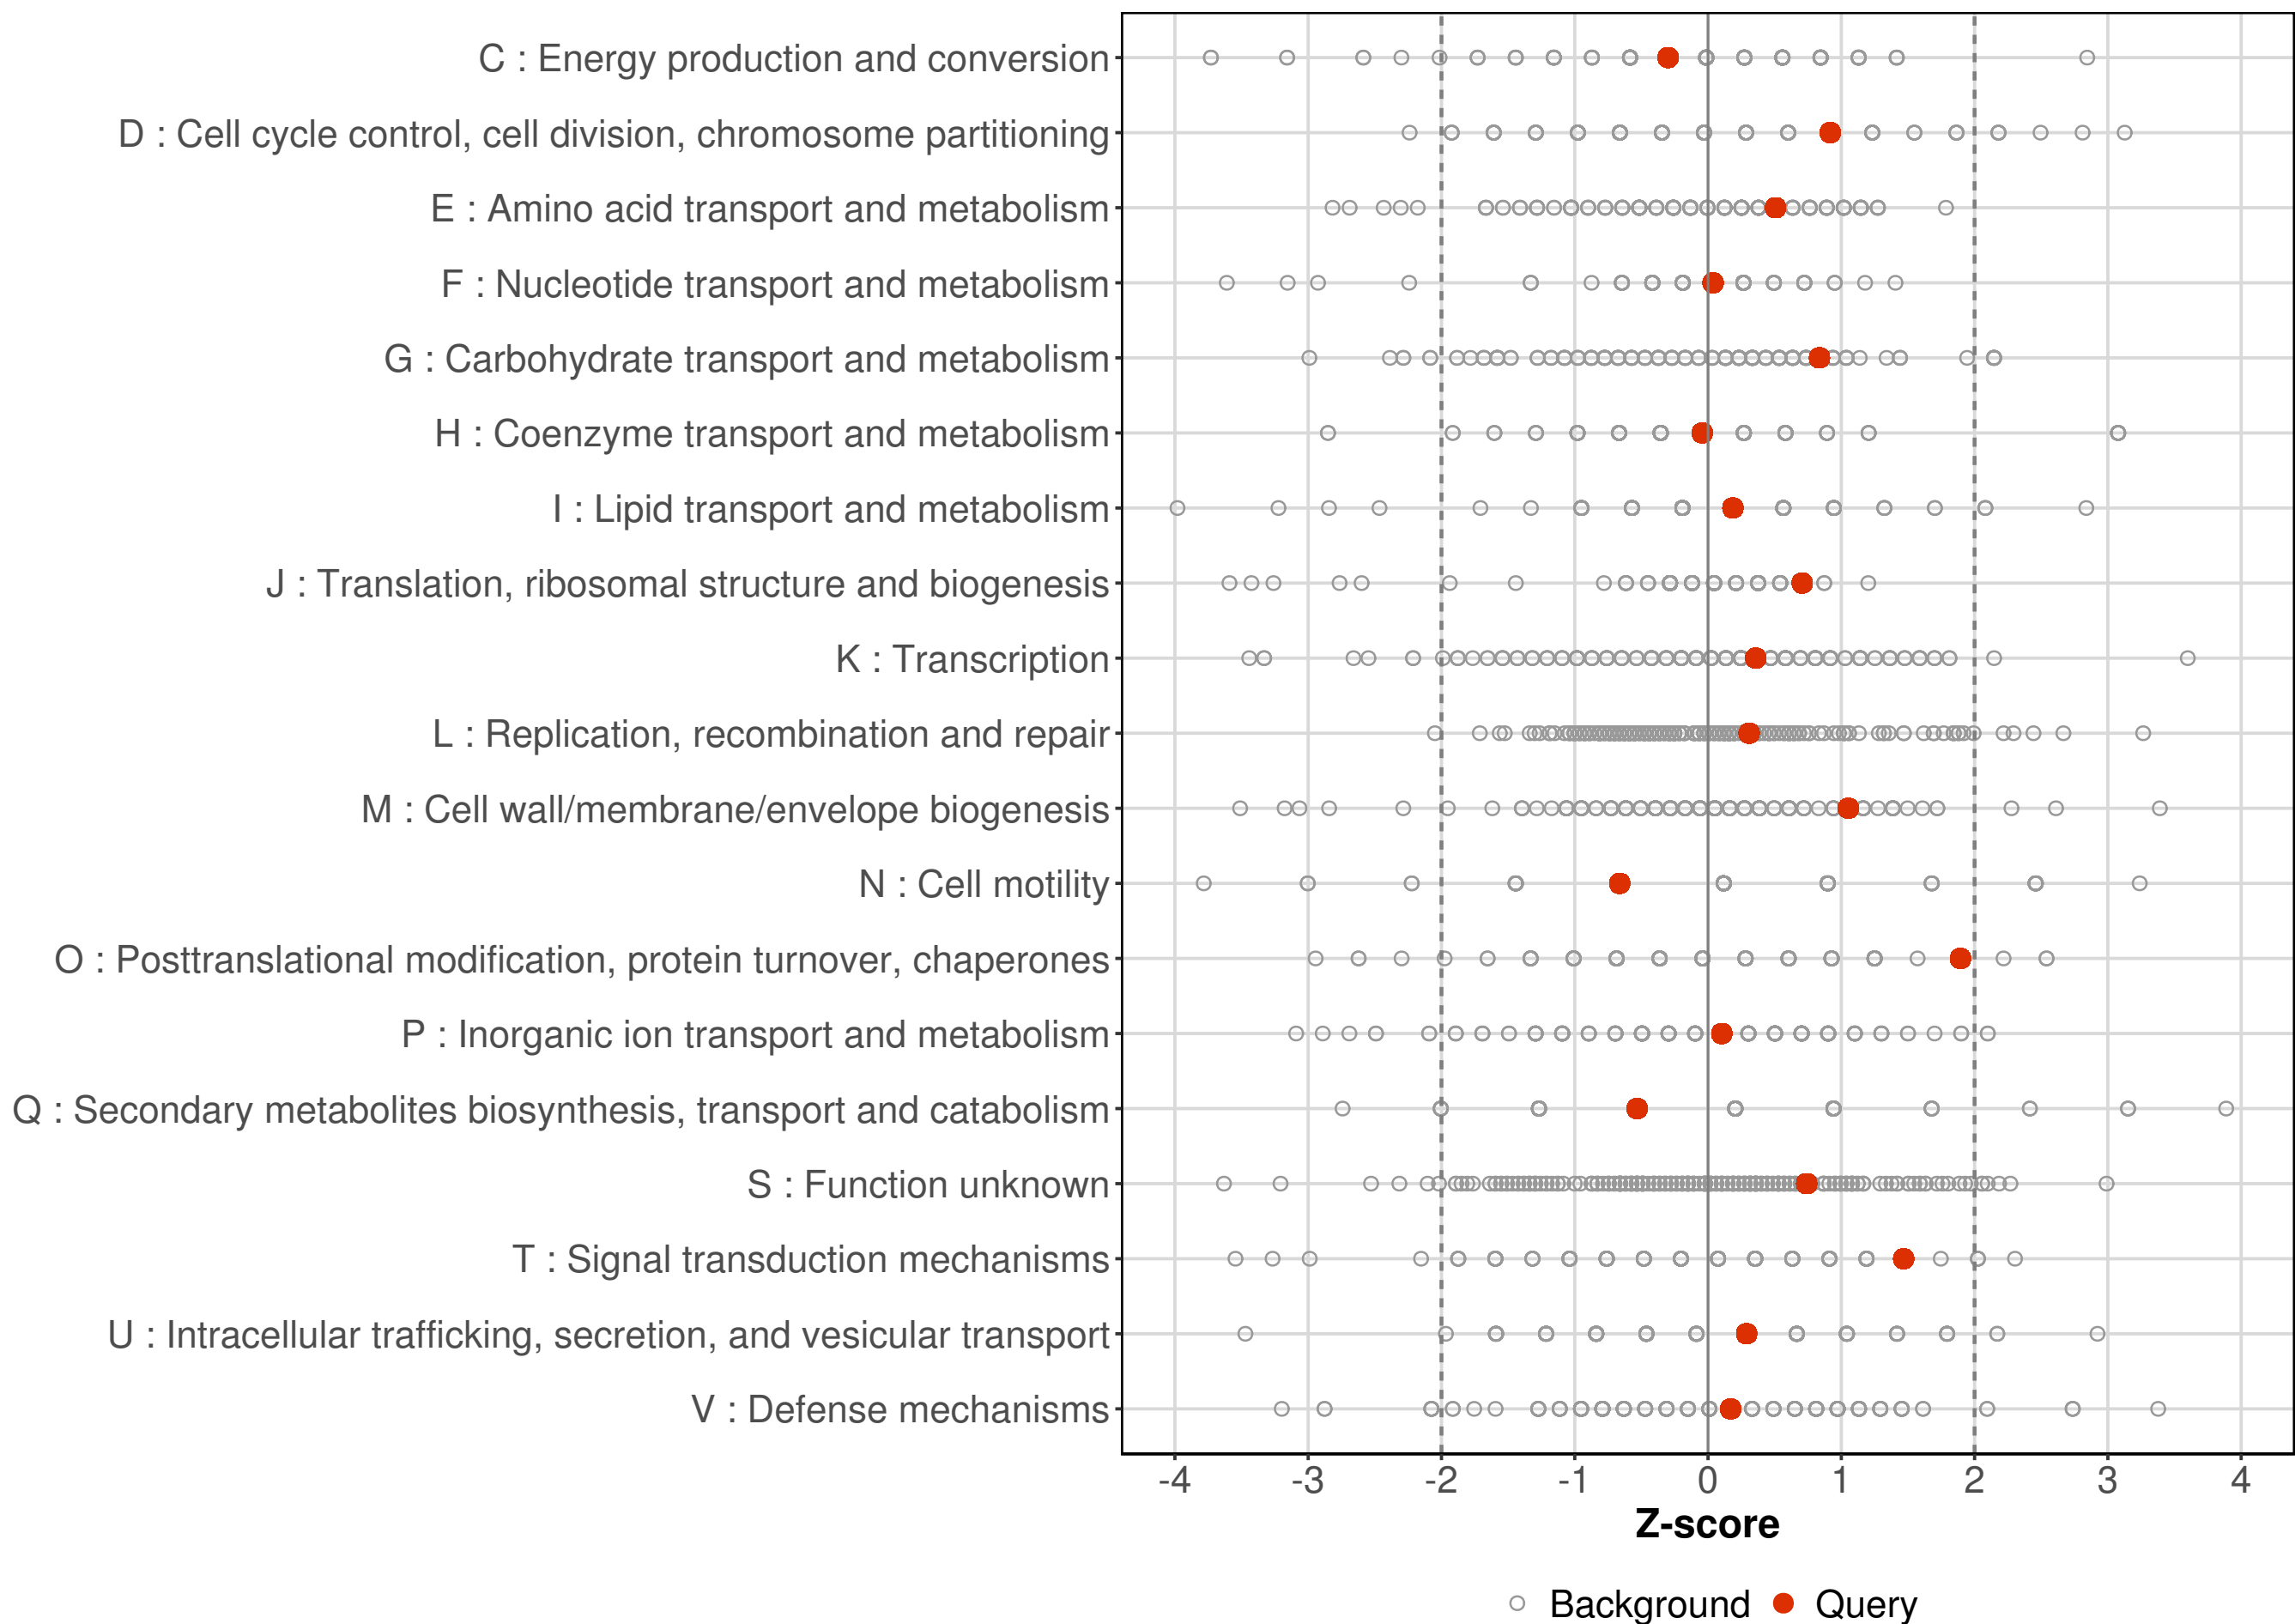 C : Energy production and conversion
D : Cell cycle control, cell division, chromosome partitioning
E : Amino acid transport and metabolism
F : Nucleotide transport and metabolism
G : Carbohydrate transport and metabolism
H : Coenzyme transport and metabolism
I : Lipid transport and metabolism
J : Translation, ribosomal structure and biogenesis
K : Transcription
L : Replication, recombination and repair
M : Cell wall/membrane/envelope biogenesis
N : Cell motility
O : Posttranslational modification, protein turnover, chaperones
P : Inorganic ion transport and metabolism
Q : Secondary metabolites biosynthesis, transport and catabolism
S : Function unknown
T : Signal transduction mechanisms
U : Intracellular trafficking, secretion, and vesicular transport
V : Defense mechanisms
-4 -3 -2 -1 0 1 2 3 4
Z-score
Background Query